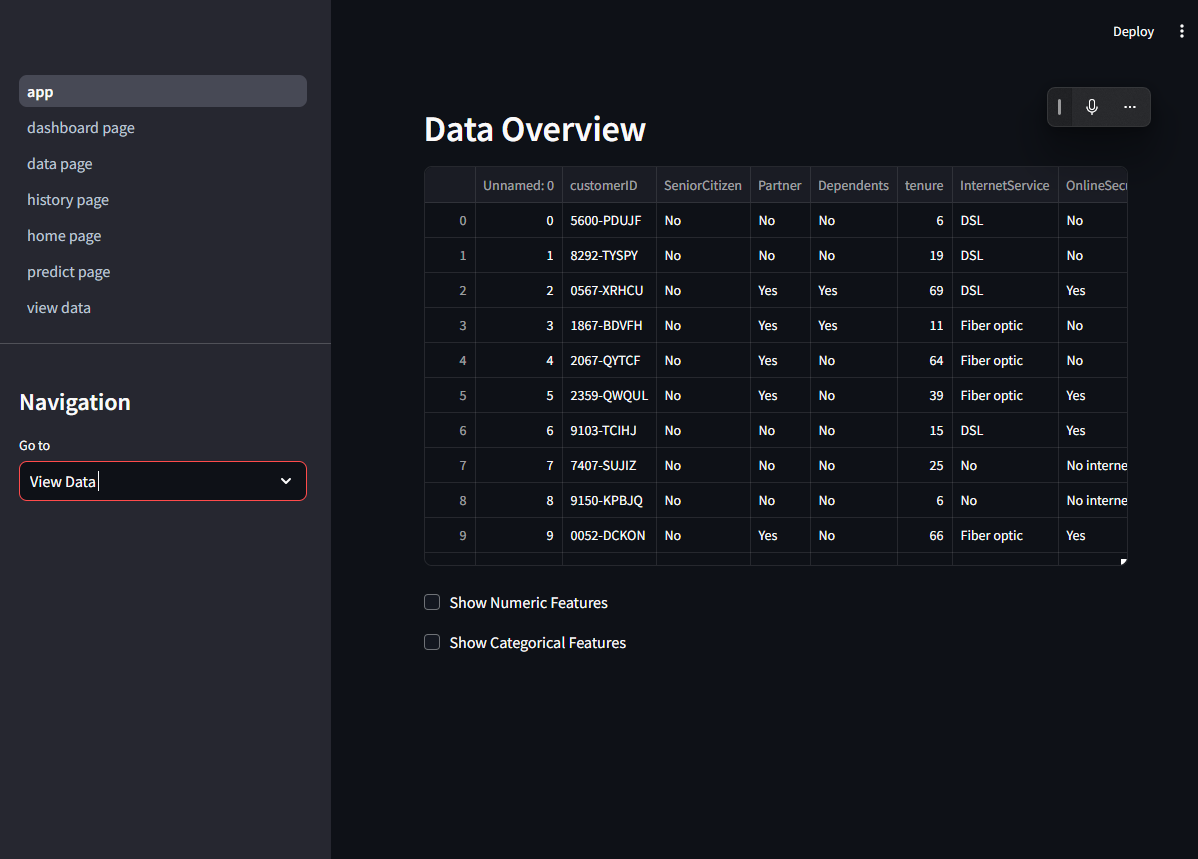 Deploy
app
dashboard page
data page
history page
home page
predict page
view data
Navigation
Go to
View Data
Data Overview
Unnamed: 0 customerID SeniorCitizen Partner Dependents tenure InternetService OnlineSecu
0 0 5600-PDUJF No No No 6 DSL No
1 1 8292-TYSPY No No No 19 DSL No
2 2 0567-XRHCU No Yes Yes 69 DSL Yes
3 3 1867-BDVFH No Yes Yes 11 Fiber optic No
4 4 2067-QYTCF No Yes No 64 Fiber optic No
5 5 2359-QWQUL No Yes No 39 Fiber optic Yes
6 6 9103-TCIHJ No No No 15 DSL Yes
7 7 7407-SUJIZ No No No 25 No No interne
8 8 9150-KPBJQ No No No 6 No No interne
9 9 0052-DCKON No Yes No 66 Fiber optic Yes
Show Numeric Features
Show Categorical Features